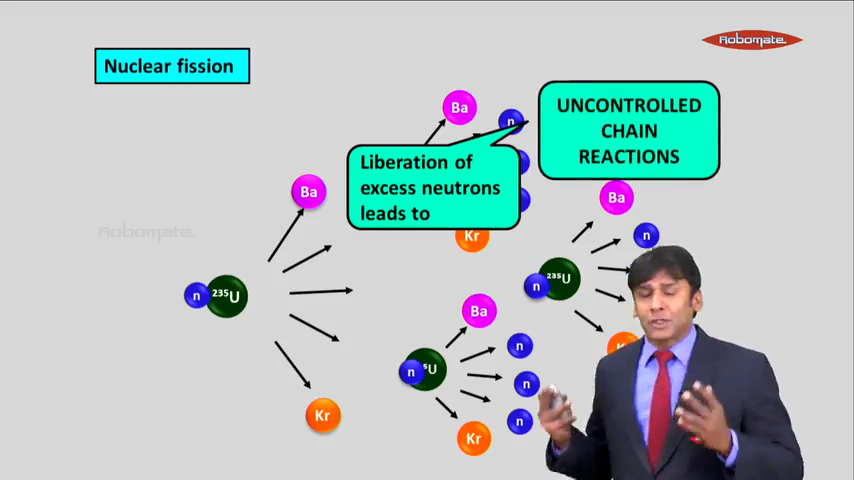 Robomate
Nuclear fission
Ba
n
UNCONTROLLED
CHAIN
REACTIONS
Liberation of
excess neutrons
leads to
Ba
Ba
n
Robomate
Kr
n
235U
n
235U
Ba
n
n
n
Kr
n
Kr
n
Kr